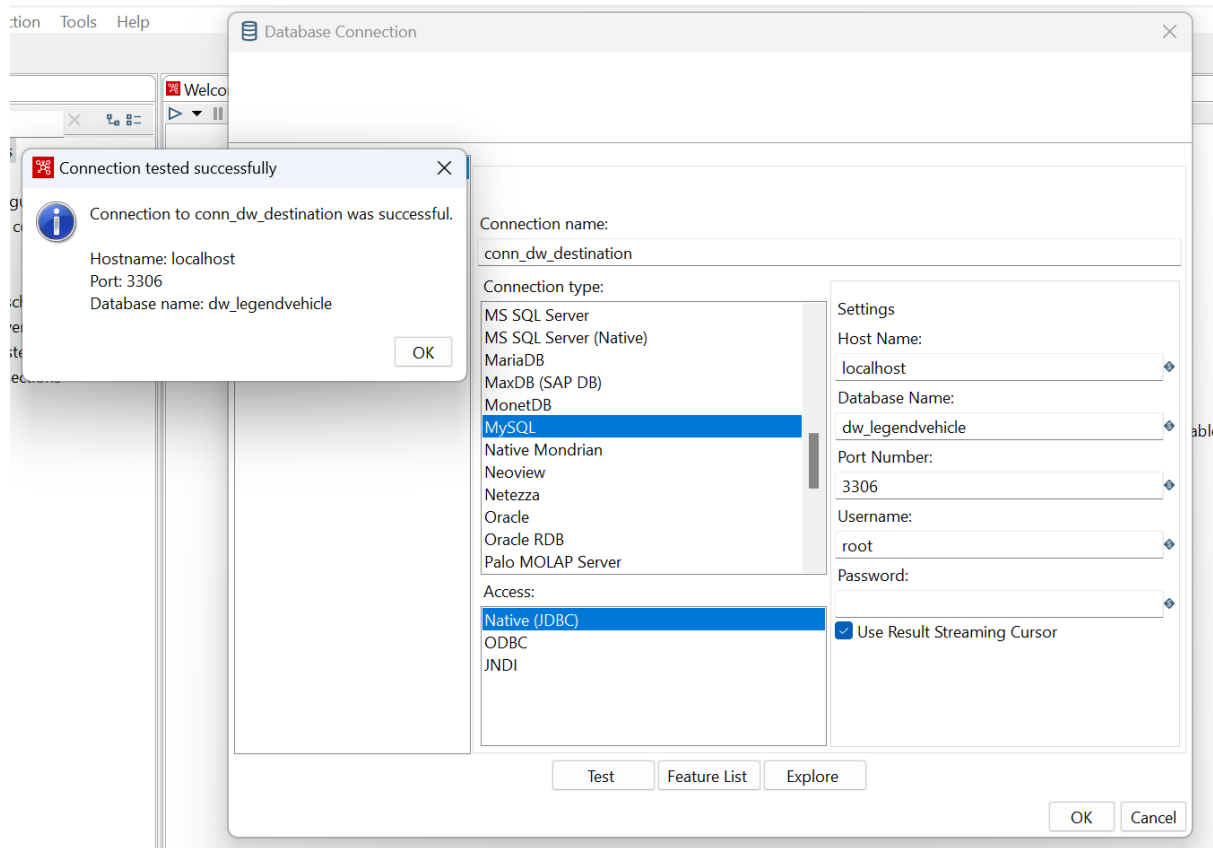 Tools
Help
Database Connection
Connection tested successfully
Connection to conn_dw_destination was successful.
Hostname: localhost
Port: 3306
Database name: dw_legendvehicle
OK
Connection name:
conn_dw_destination
Connection type:
MS SQL Server
MS SQL Server (Native)
MariaDB
MaxDB (SAP DB)
MonetDB
MySQL
Native Mondrian
Neoview
Netezza
Oracle
Oracle RDB
Palo MOLAP Server
Access:
Native (JDBC)
ODBC
JNDI
Settings
Host Name:
localhost
Database Name:
dw_legendvehicle
Port Number:
3306
Username:
root
Password:
Use Result Streaming Cursor
Test
Feature List
Explore
OK
Cancel